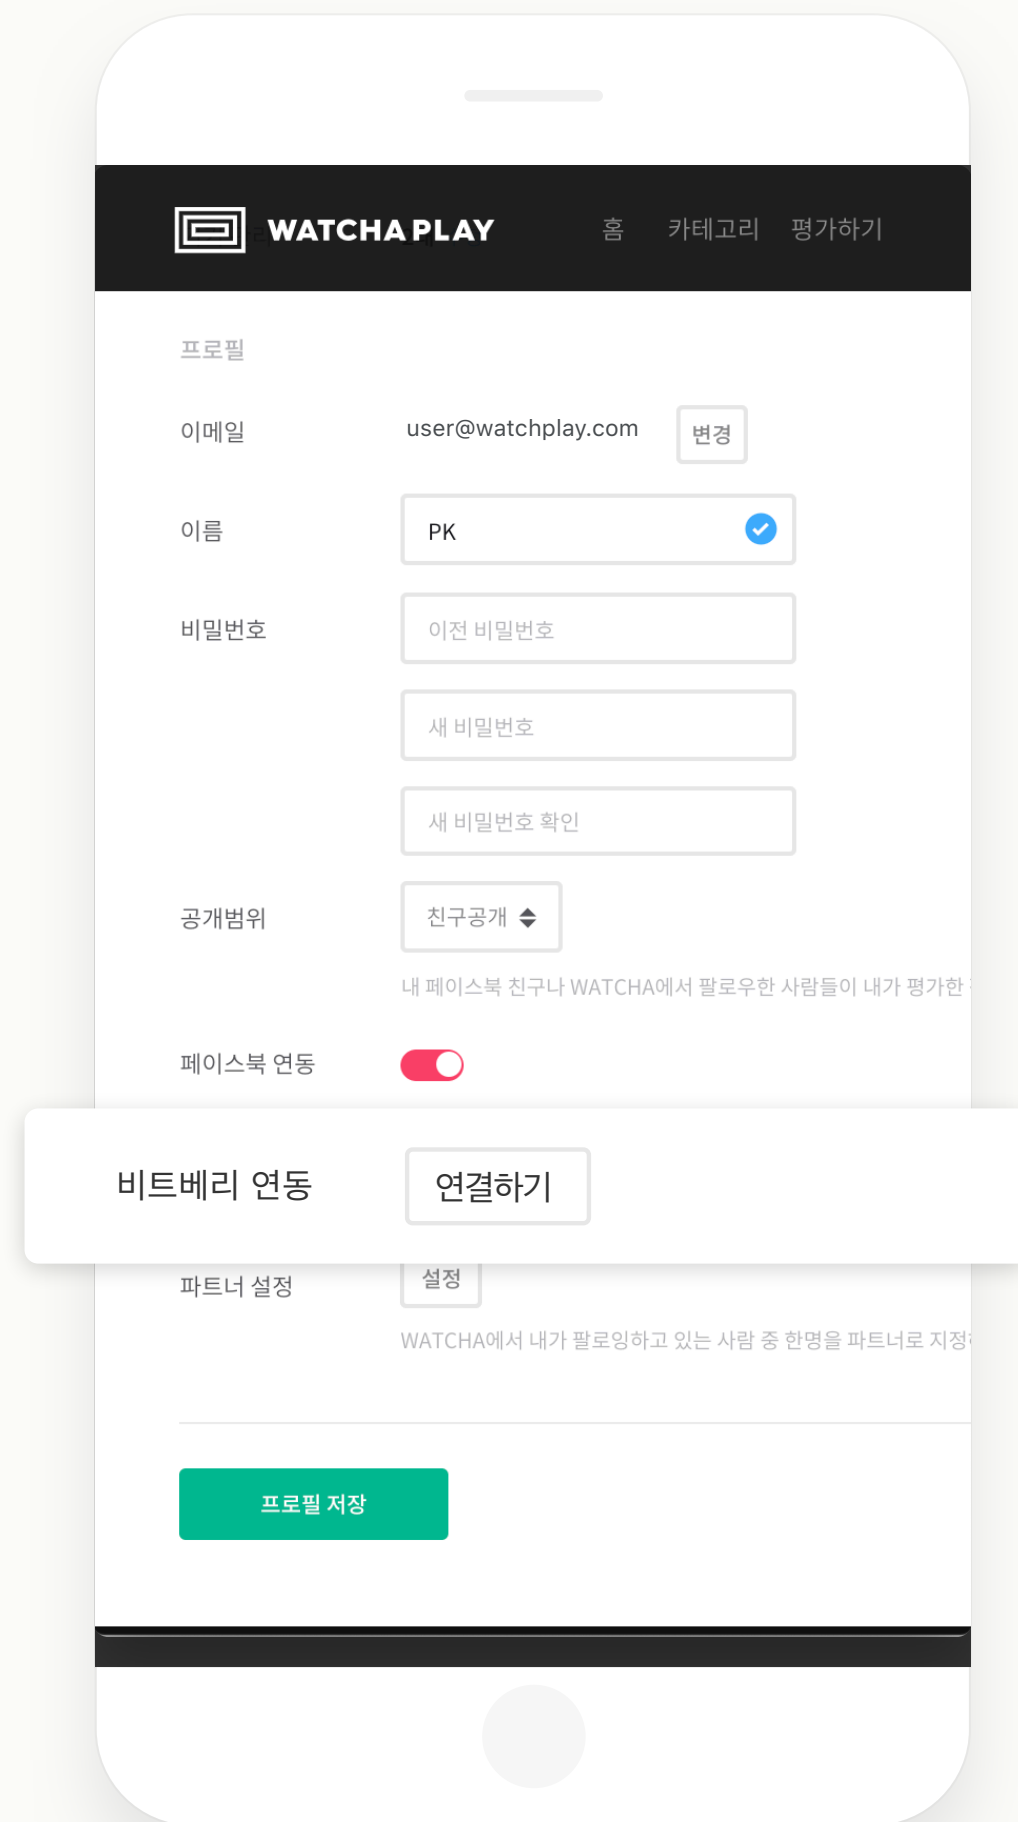 WATCHA PLAY 홈 카테고리 평가하기
프로필
이메일 user@watchplay.com 변경
이름 PK
비밀번호 이전 비밀번호
새 비밀번호
새 비밀번호 확인
공개범위 친구공개
내 페이스북 친구나 WATCHA에서 팔로우한 사람들이 내가 평가한
페이스북 연동
비트베리 연동 연결하기
파트너 설정 설정
WATCHA에서 내가 팔로잉하고 있는 사람 중 한명을 파트너로
프로필 저장